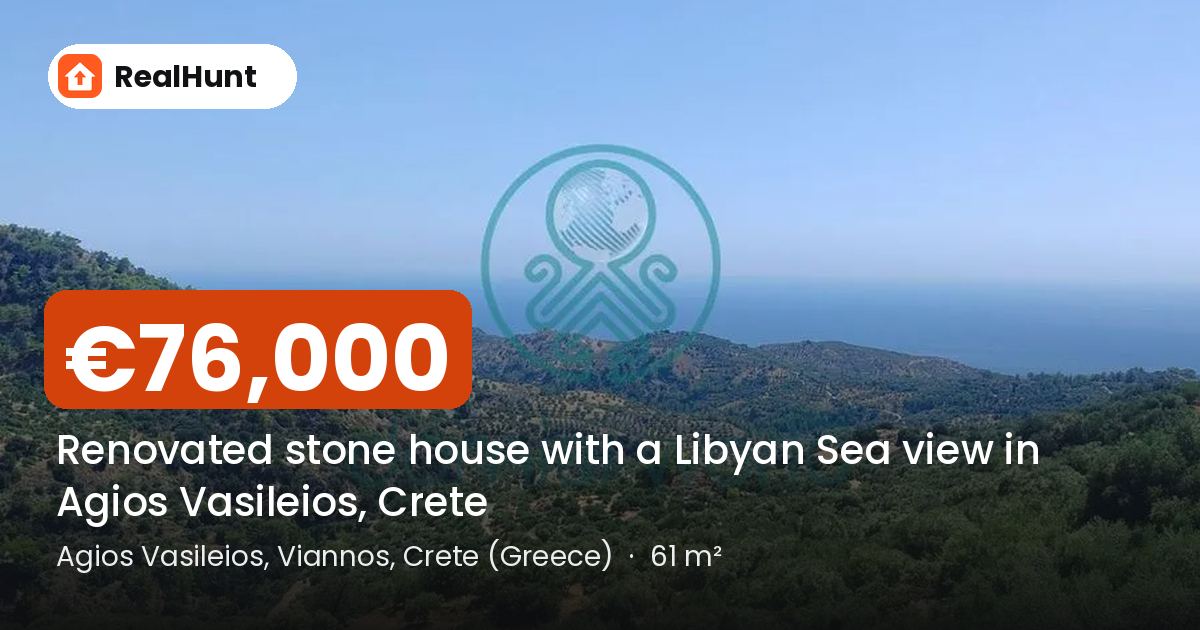 RealHunt
€76,000
Renovated stone house with a Libyan Sea view in
Agios Vasileios, Crete
Agios Vasileios, Viannos, Crete (Greece) · 61 m²